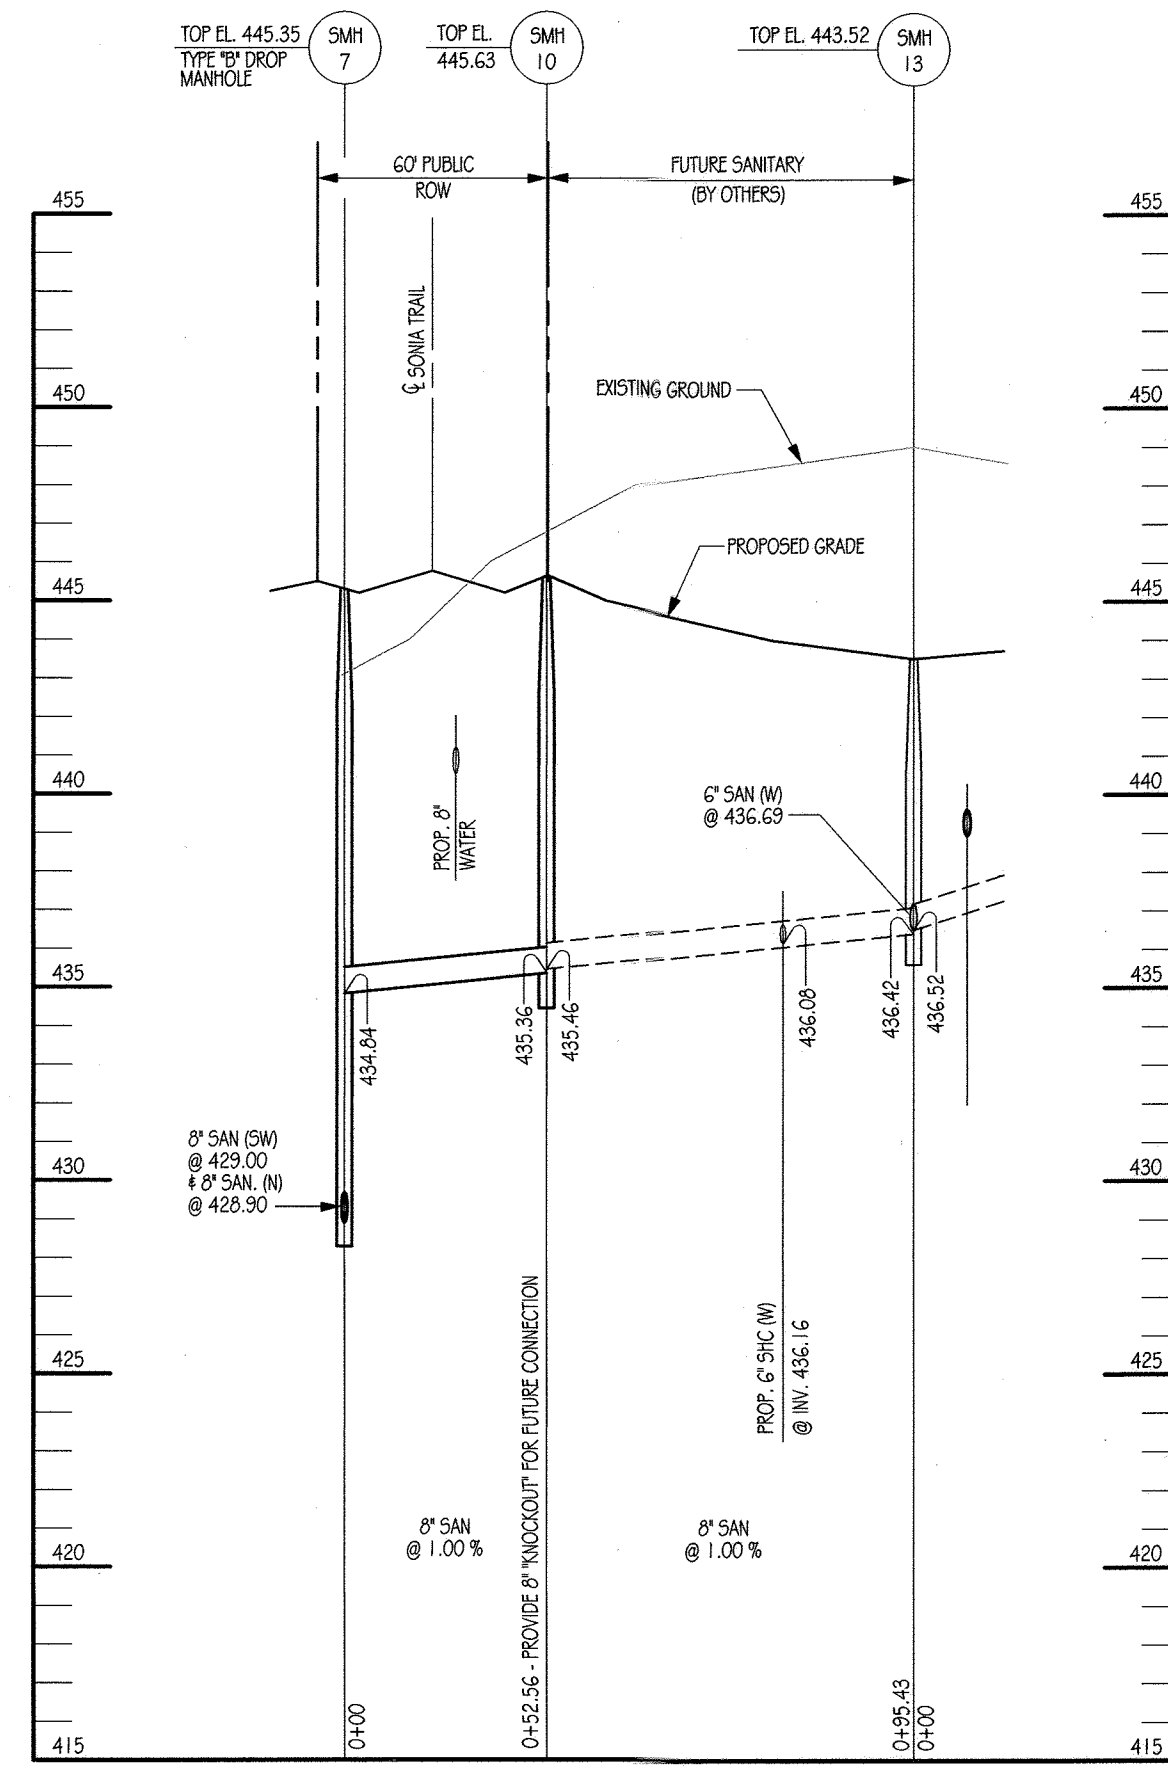 TOP EL. 445.35
TYPE "B" DROP
MANHOLE
SMH
7
TOP EL.
445.63
SMH
10
TOP EL. 443.52
SMH
13
60' PUBLIC
ROW
FUTURE SANITARY
(BY OTHERS)
455
455
℄ SONIA TRAIL
450
450
EXISTING GROUND
PROPOSED GRADE
445
445
440
440
PROP. 8"
WATER
6" SAN (W)
@ 436.69
435
435
434.84
435.36
435.46
436.08
436.42
436.52
8" SAN (SW)
@ 429.00
& 8" SAN. (N)
@ 428.90
430
430
PROP. 6" SHC (W)
@ INV. 436.16
425
425
8" SAN
@ 1.00 %
8" SAN
@ 1.00 %
420
420
0+00
0+52.56 - PROVIDE 8" "KNOCKOUT" FOR FUTURE CONNECTION
0+95.43
0+00
415
415